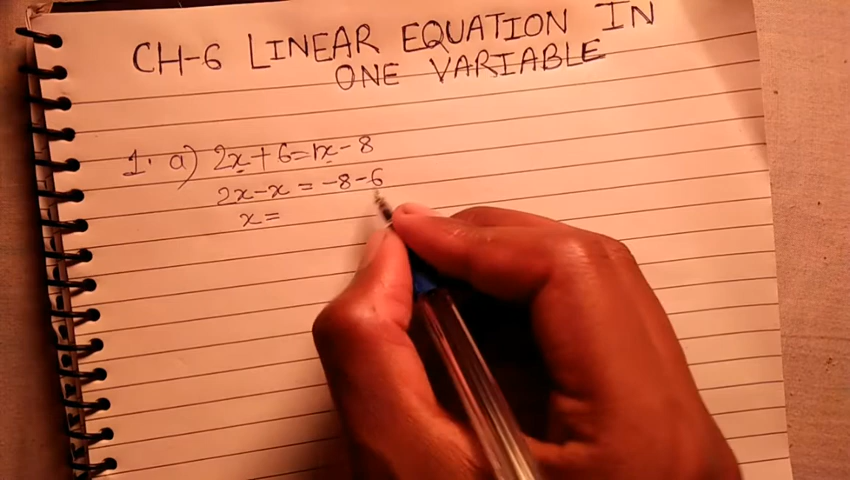 CH-6 LINEAR EQUATION IN
ONE VARIABLE
1. a) 2x + 6 = 1x - 8
2x - x = -8 - 6
x =